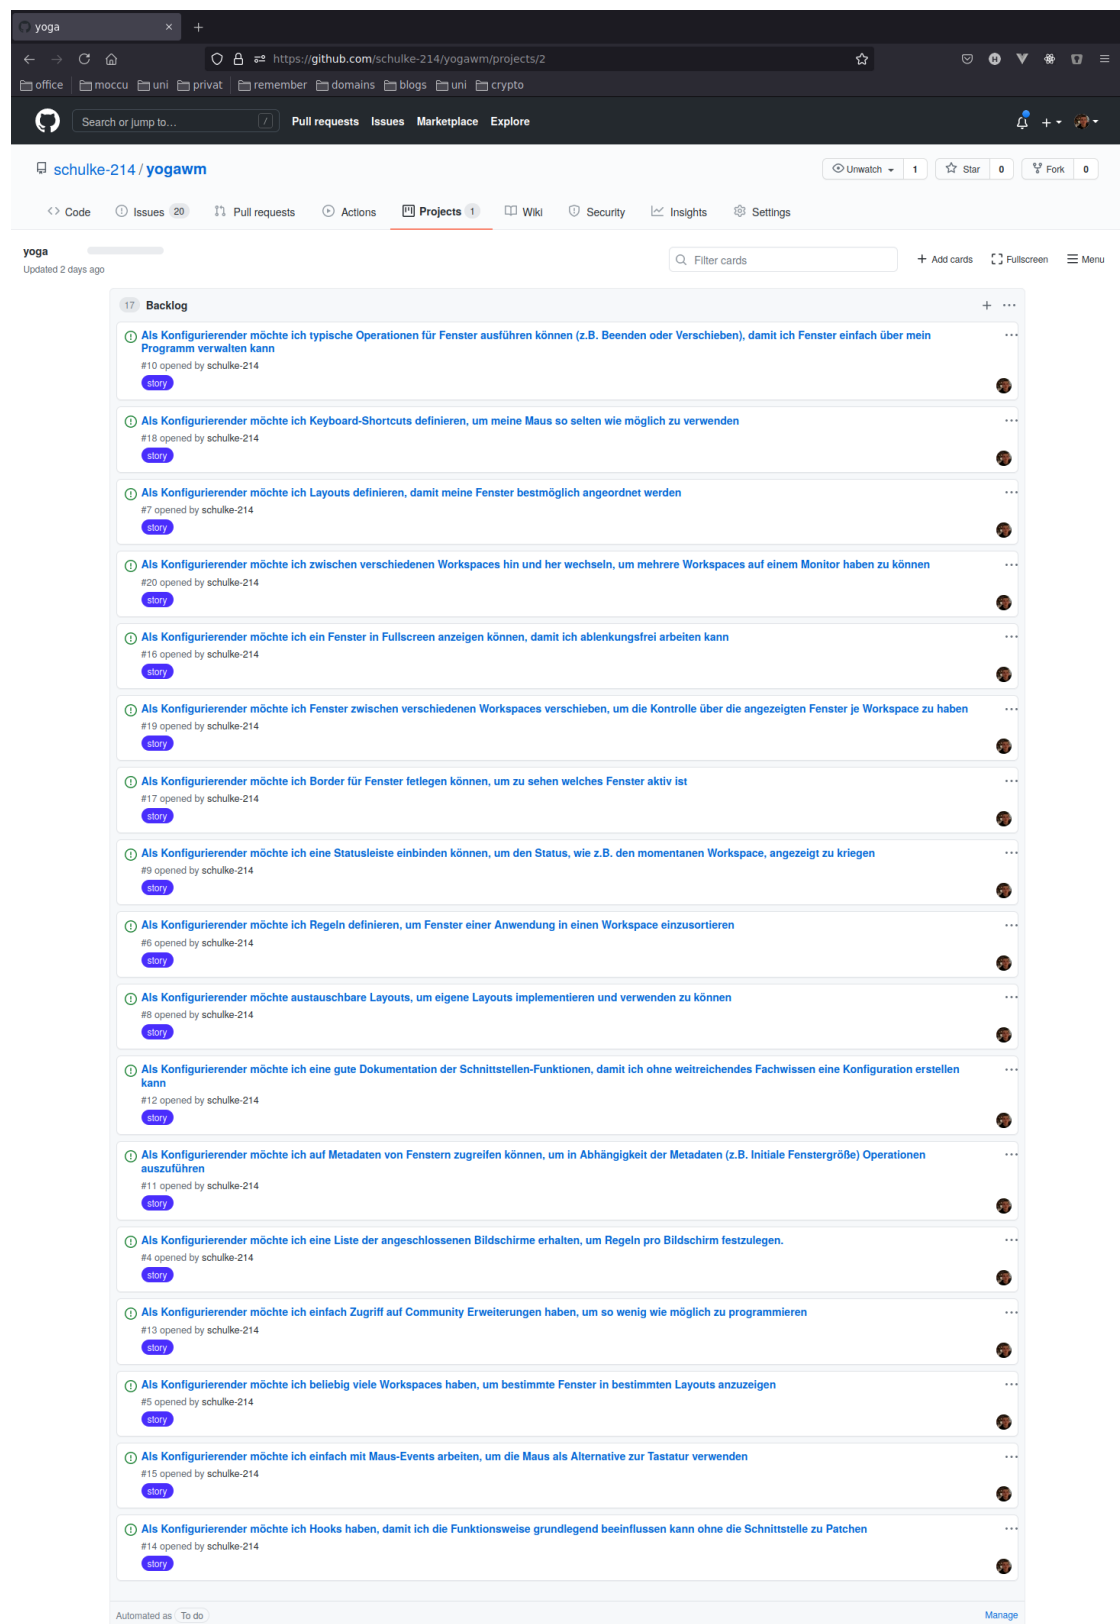 yoga × +
https://github.com/schulke-214/yogawm/projects/2
office moccu uni privat remember domains blogs uni crypto
Search or jump to... / Pull requests Issues Marketplace Explore
schulke-214 / yogawm Unwatch 1 Star 0 Fork 0
Code Issues 20 Pull requests Actions Projects 1 Wiki Security Insights Settings
yoga
Updated 2 days ago
Filter cards + Add cards Fullscreen Menu
17 Backlog
Als Konfigurierender möchte ich typische Operationen für Fenster ausführen können (z.B. Beenden oder Verschieben), damit ich Fenster einfach über mein
Programm verwalten kann
#10 opened by schulke-214
story
Als Konfigurierender möchte ich Keyboard-Shortcuts definieren, um meine Maus so selten wie möglich zu verwenden
#18 opened by schulke-214
story
Als Konfigurierender möchte ich Layouts definieren, damit meine Fenster bestmöglich angeordnet werden
#7 opened by schulke-214
story
Als Konfigurierender möchte ich zwischen verschiedenen Workspaces hin und her wechseln, um mehrere Workspaces auf einem Monitor haben zu können
#20 opened by schulke-214
story
Als Konfigurierender möchte ich ein Fenster in Fullscreen anzeigen können, damit ich ablenkungsfrei arbeiten kann
#16 opened by schulke-214
story
Als Konfigurierender möchte ich Fenster zwischen verschiedenen Workspaces verschieben, um die Kontrolle über die angezeigten Fenster je Workspace zu haben
#19 opened by schulke-214
story
Als Konfigurierender möchte ich Border für Fenster fetlegen können, um zu sehen welches Fenster aktiv ist
#17 opened by schulke-214
story
Als Konfigurierender möchte ich eine Statusleiste einbinden können, um den Status, wie z.B. den momentanen Workspace, angezeigt zu kriegen
#9 opened by schulke-214
story
Als Konfigurierender möchte ich Regeln definieren, um Fenster einer Anwendung in einen Workspace einzusortieren
#6 opened by schulke-214
story
Als Konfigurierender möchte austauschbare Layouts, um eigene Layouts implementieren und verwenden zu können
#8 opened by schulke-214
story
Als Konfigurierender möchte ich eine gute Dokumentation der Schnittstellen-Funktionen, damit ich ohne weitreichendes Fachwissen eine Konfiguration erstellen
kann
#12 opened by schulke-214
story
Als Konfigurierender möchte ich auf Metadaten von Fenstern zugreifen können, um in Abhängigkeit der Metadaten (z.B. Initiale Fenstergröße) Operationen
auszuführen
#11 opened by schulke-214
story
Als Konfigurierender möchte ich eine Liste der angeschlossenen Bildschirme erhalten, um Regeln pro Bildschirm festzulegen.
#4 opened by schulke-214
story
Als Konfigurierender möchte ich einfach Zugriff auf Community Erweiterungen haben, um so wenig wie möglich zu programmieren
#13 opened by schulke-214
story
Als Konfigurierender möchte ich beliebig viele Workspaces haben, um bestimmte Fenster in bestimmten Layouts anzuzeigen
#5 opened by schulke-214
story
Als Konfigurierender möchte ich einfach mit Maus-Events arbeiten, um die Maus als Alternative zur Tastatur verwenden
#15 opened by schulke-214
story
Als Konfigurierender möchte ich Hooks haben, damit ich die Funktionsweise grundlegend beeinflussen kann ohne die Schnittstelle zu Patchen
#14 opened by schulke-214
story
Automated as To do Manage